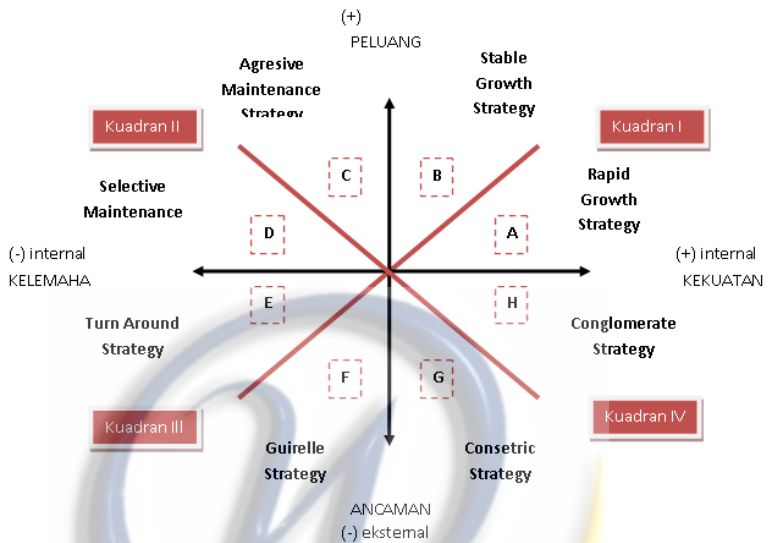 (+)
PELUANG
Agresive
Maintenance
Strategy
Stable
Growth
Strategy
Kuadran II
Kuadran I
C
B
Selective
Maintenance
Rapid
Growth
Strategy
D
A
(-) internal
KELEMAHA
(+) internal
KEKUATAN
E
H
Turn Around
Strategy
Conglomerate
Strategy
F
G
Kuadran III
Kuadran IV
Guirelle
Strategy
Consetric
Strategy
ANCAMAN
(-) eksternal